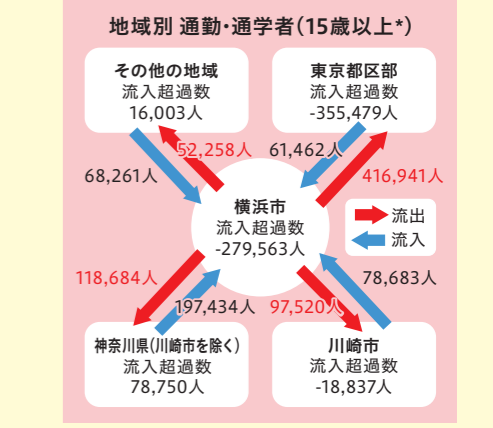 地域別 通勤・通学者(15歳以上*)
その他の地域
流入超過数
16,003人
東京都区部
流入超過数
-355,479人
52,258人
61,462人
68,261人
416,941人
横浜市
流入超過数
-279,563人
流出
流入
118,684人
78,683人
197,434人
97,520人
神奈川県(川崎市を除く)
流入超過数
78,750人
川崎市
流入超過数
-18,837人